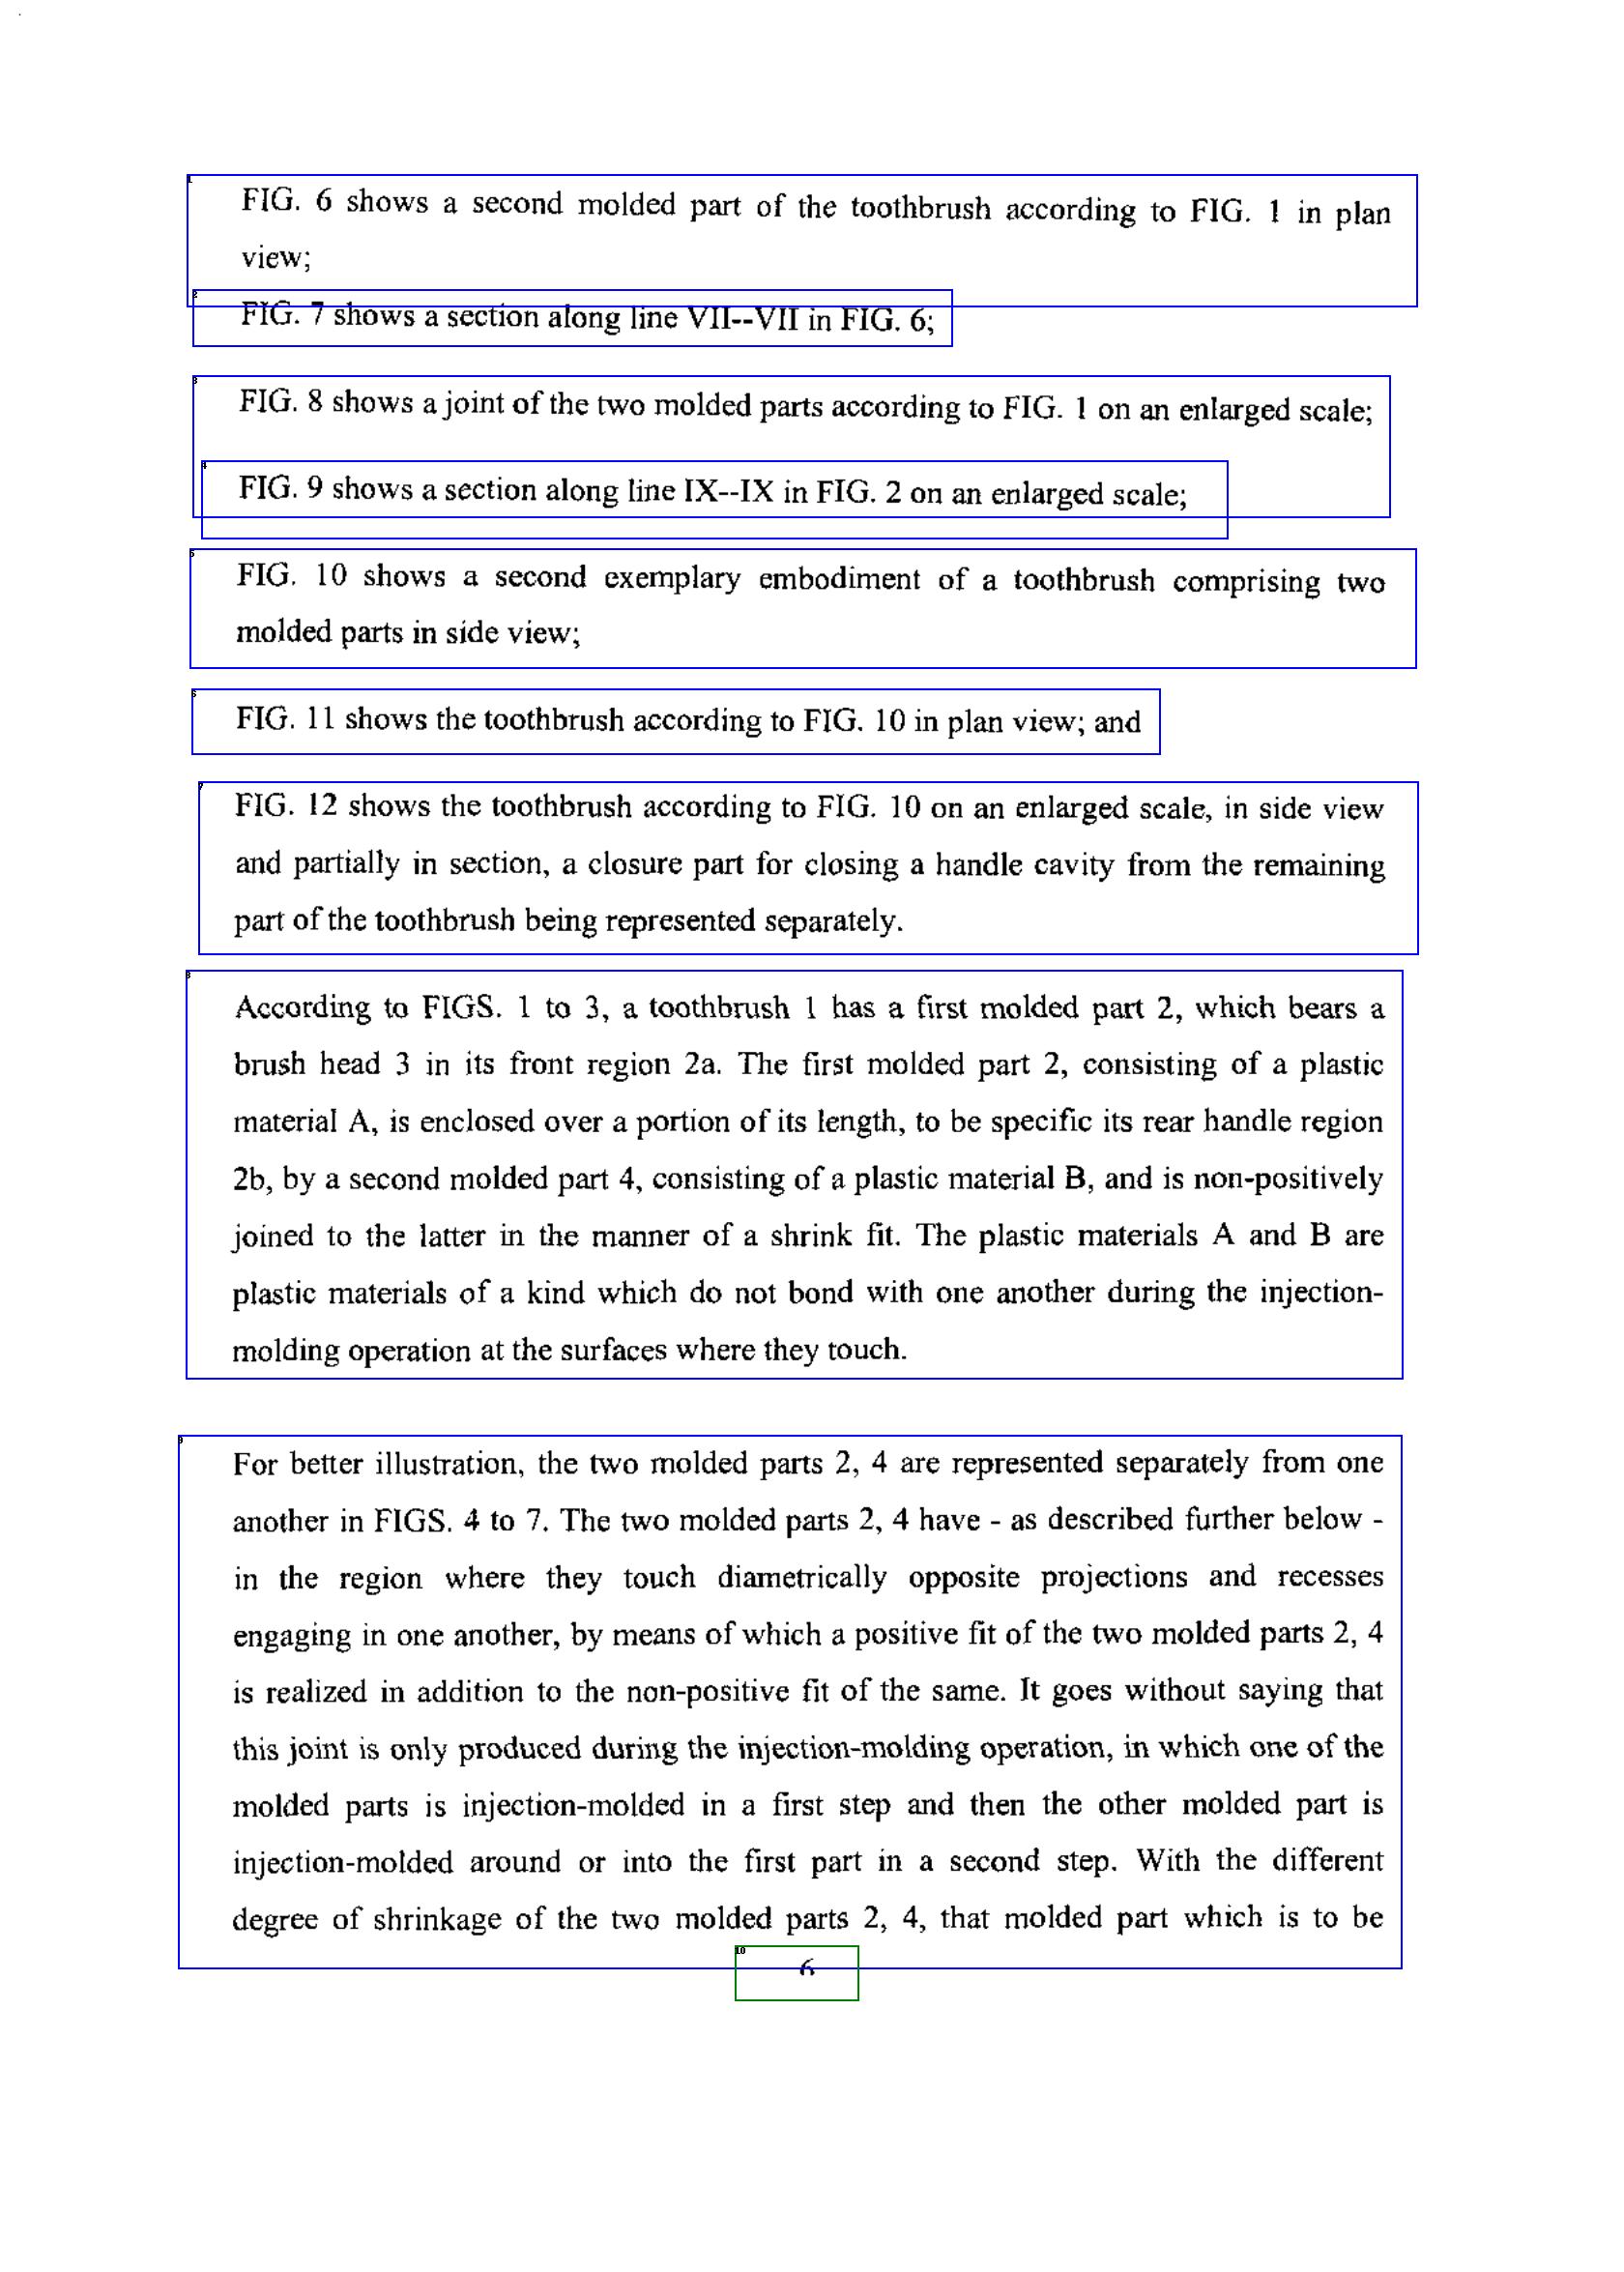 FIG. 6 shows a second molded part of the toothbrush according to FIG. 1 in plan
view;
FIG. 7 shows a section along line VII--VII in FIG. 6;
FIG. 8 shows a joint of the two molded parts according to FIG. 1 on an enlarged scale;
FIG. 9 shows a section along line IX--IX in FIG. 2 on an enlarged scale;
FIG. 10 shows a second exemplary embodiment of a toothbrush comprising two
molded parts in side view;
FIG. 11 shows the toothbrush according to FIG. 10 in plan view; and
FIG. 12 shows the toothbrush according to FIG. 10 on an enlarged scale, in side view
and partially in section, a closure part for closing a handle cavity from the remaining
part of the toothbrush being represented separately.
According to FIGS. 1 to 3, a toothbrush 1 has a first molded part 2, which bears a
brush head 3 in its front region 2a. The first molded part 2, consisting of a plastic
material A, is enclosed over a portion of its length, to be specific its rear handle region
2b, by a second molded part 4, consisting of a plastic material B, and is non-positively
joined to the latter in the manner of a shrink fit. The plastic materials A and B are
plastic materials of a kind which do not bond with one another during the injection-
molding operation at the surfaces where they touch.
For better illustration, the two molded parts 2, 4 are represented separately from one
another in FIGS. 4 to 7. The two molded parts 2, 4 have - as described further below -
in the region where they touch diametrically opposite projections and recesses
engaging in one another, by means of which a positive fit of the two molded parts 2, 4
is realized in addition to the non-positive fit of the same. It goes without saying that
this joint is only produced during the injection-molding operation, in which one of the
molded parts is injection-molded in a first step and then the other molded part is
injection-molded around or into the first part in a second step. With the different
degree of shrinkage of the two molded parts 2, 4, that molded part which is to be
6